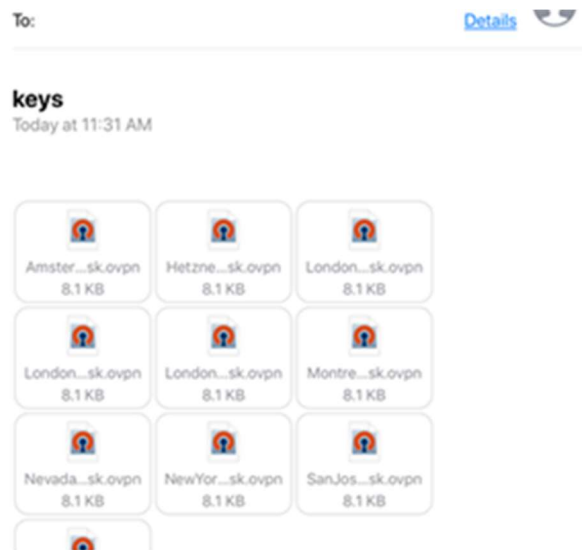 To: Details
keys
Today at 11:31 AM
Amster...sk.ovpn Hetzne...sk.ovpn London...sk.ovpn
8.1 KB 8.1 KB 8.1 KB
London...sk.ovpn London...sk.ovpn Montre...sk.ovpn
8.1 KB 8.1 KB 8.1 KB
Nevada...sk.ovpn NewYor...sk.ovpn SanJos...sk.ovpn
8.1 KB 8.1 KB 8.1 KB